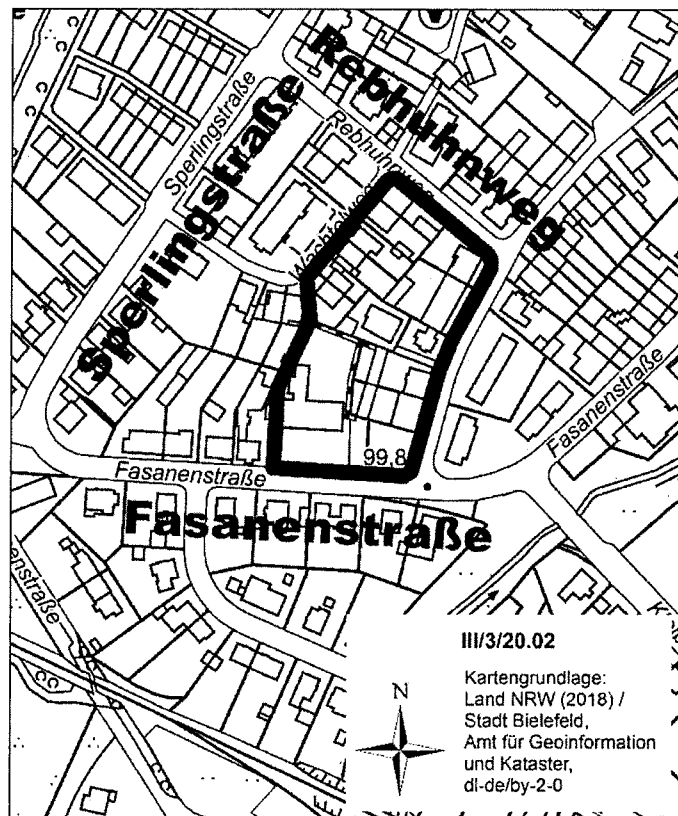 Rebhuhnweg
Sperlingstraße
Sperlingstraße
Fasanenstraße
99,8
Fasanenstraße
Fasanenstraße
III/3/20.02
Kartengrundlage:
Land NRW (2018) /
Stadt Bielefeld,
Amt für Geoinformation
und Kataster,
dl-de/by-2-0
N